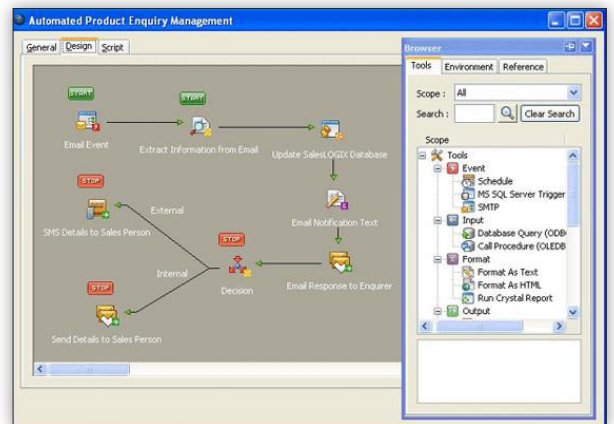 Automated Product Enquiry Management
General Design Script
START
START
Email Event
Extract Information from Email
Update SalesLOGIX Database
STOP
External
SMS Details to Sales Person
Email Notification Text
STOP
Internal
Decision
Email Response to Enquirer
STOP
Send Details to Sales Person
Browser
Tools Environment Reference
Scope : All
Search : Clear Search
Scope
Tools
Event
Schedule
MS SQL Server Trigger
SMTP
Input
Database Query (ODB
Call Procedure (OLEDB
Format
Format As Text
Format As HTML
Run Crystal Report
Output